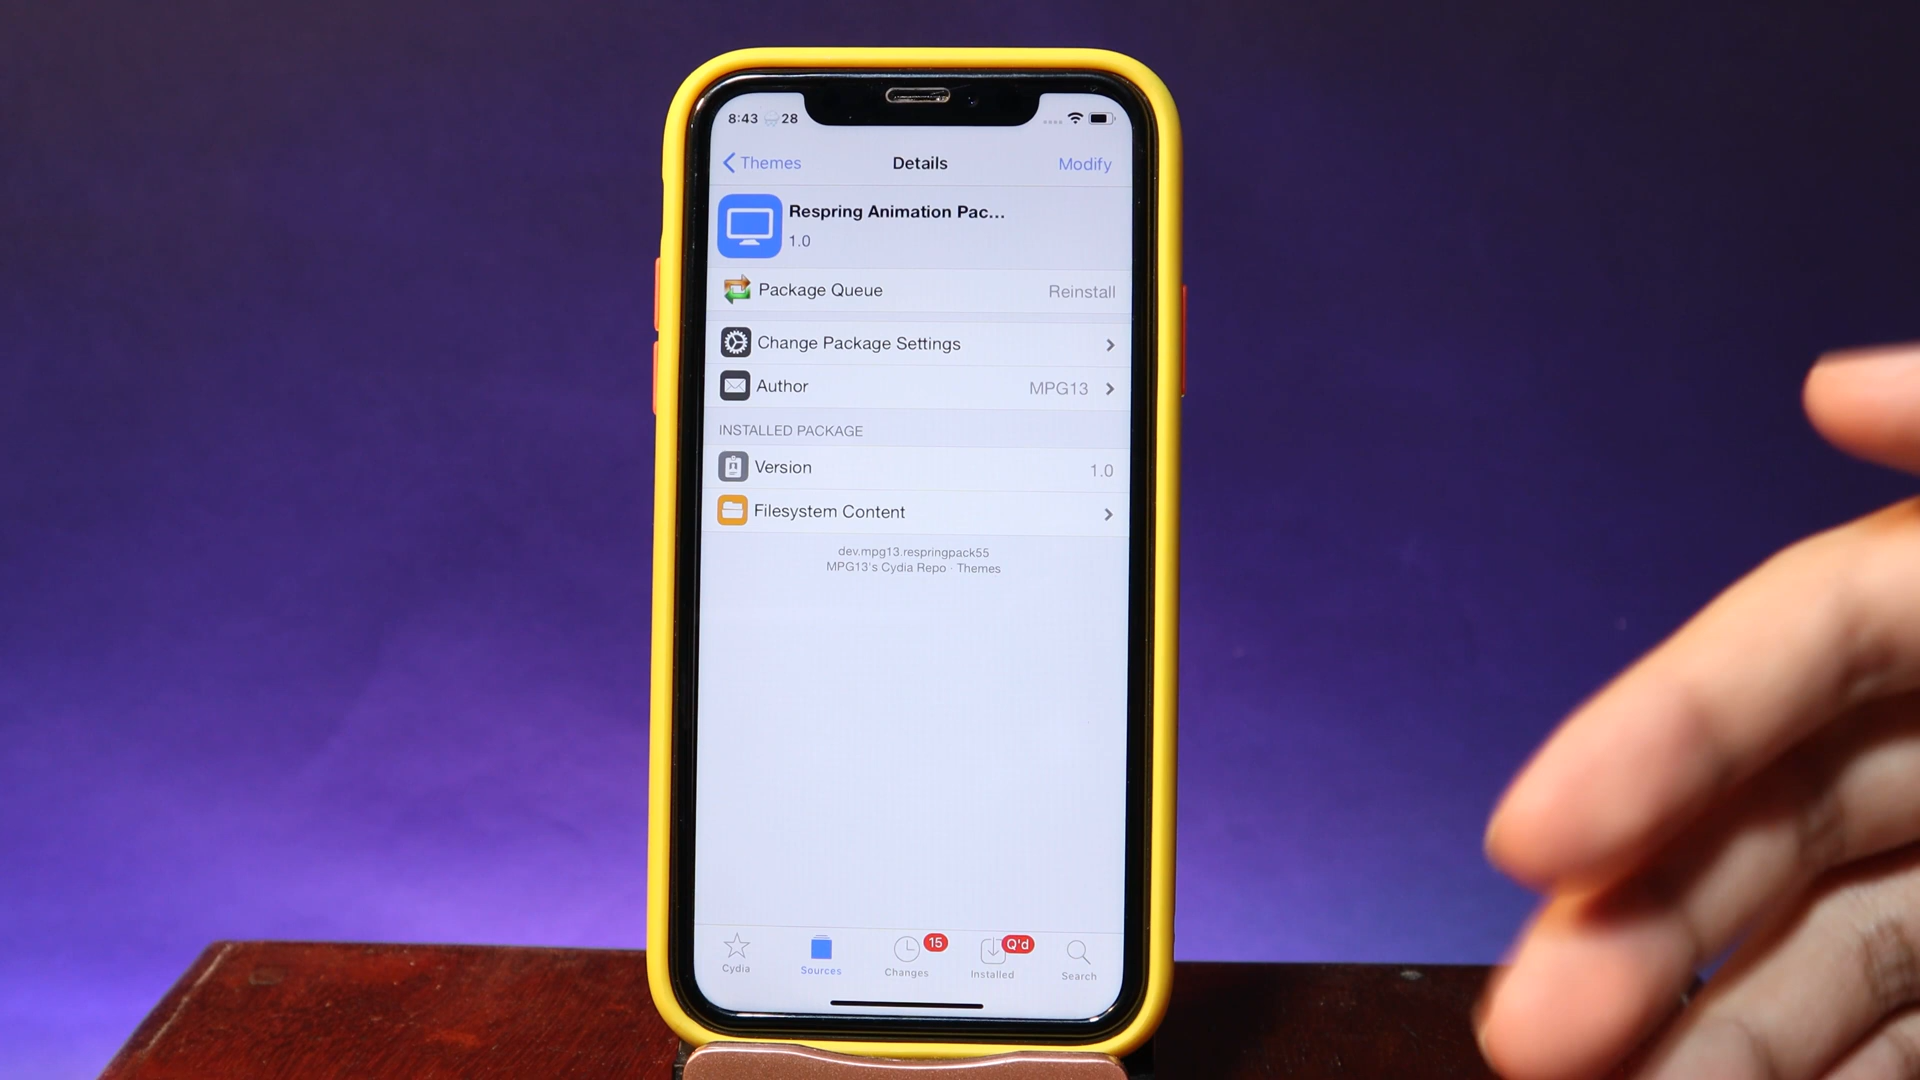 8:43 28
Themes Details Modify
Respring Animation Pac...
1.0
Package Queue Reinstall
Change Package Settings
Author MPG13
INSTALLED PACKAGE
Version 1.0
Filesystem Content
dev.mpg13.respringpack55
MPG13's Cydia Repo · Themes
15 Q'd
Cydia Sources Changes Installed Search